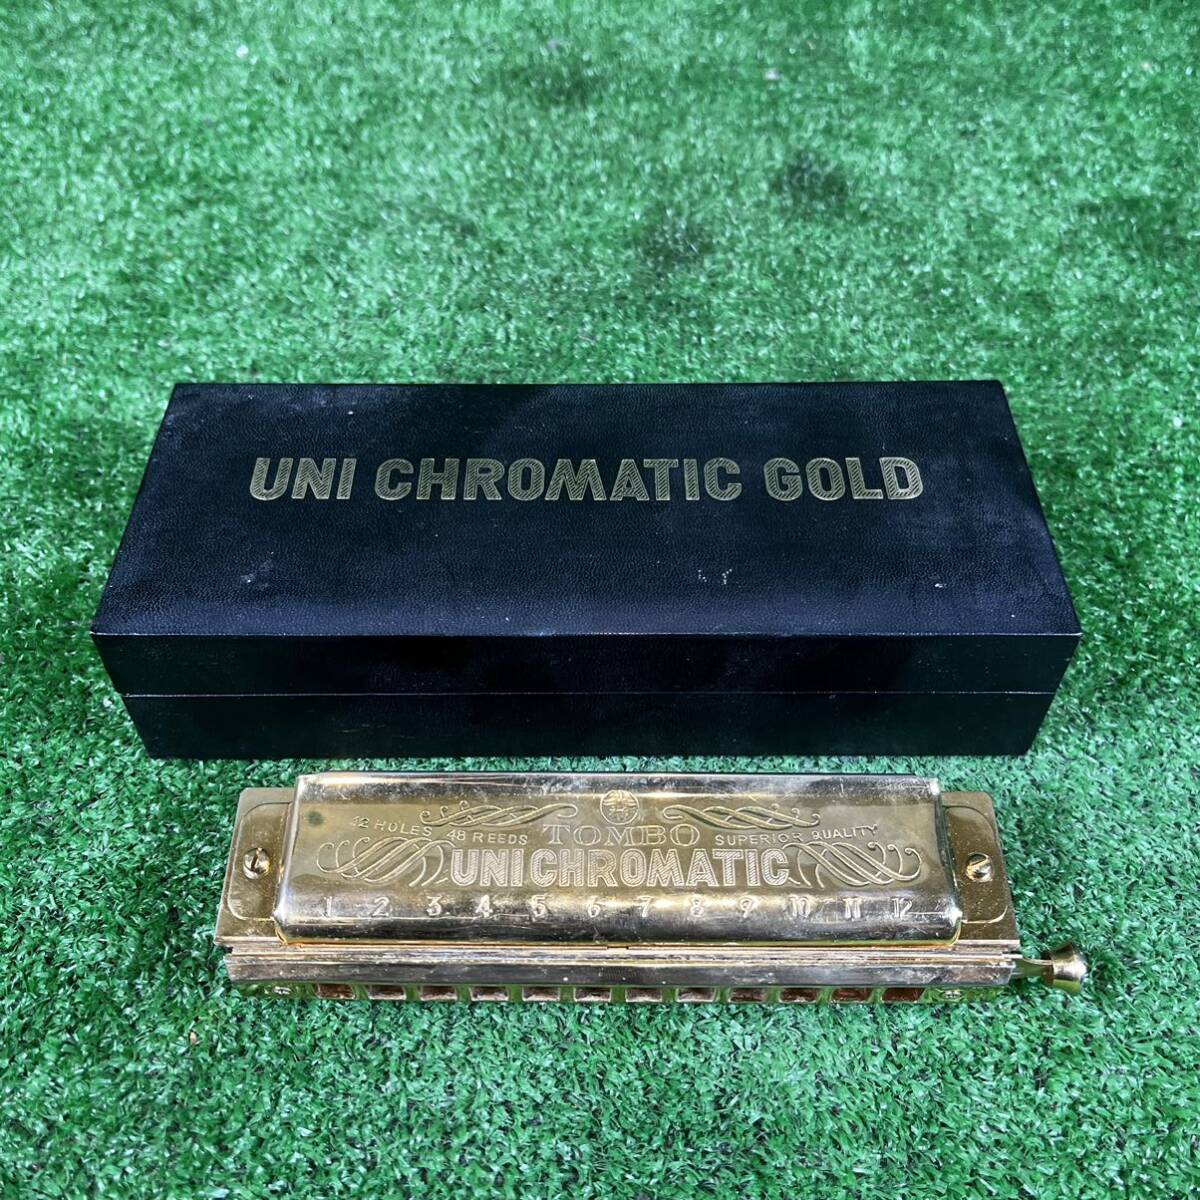 UNI CHROMATIC GOLD
12 HOLES 48 REEDS TOMBO SUPERIOR QUALITY
UNI CHROMATIC
1 2 3 4 5 6 7 8 9 10 11 12